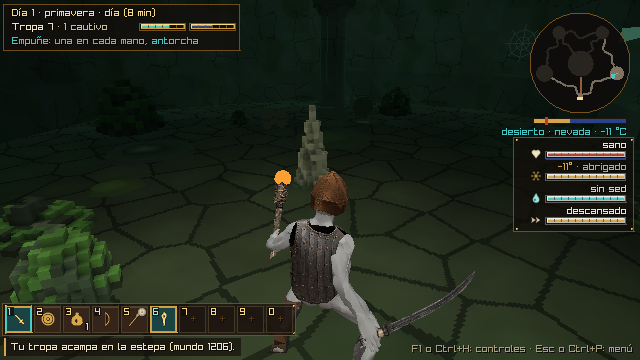 Día 1 · primavera · día (8 min)
Tropa 7 · 1 cautivo
Empuñe: una en cada mano, antorcha
desierto · nevada · -11 °C
sano
-11° · abrigado
sin sed
descansado
1 2 3 4 5 6 7 8 9 0
1
Tu tropa acampa en la estepa (mundo 1206).
F1 o Ctrl+H: controles · Esc o Ctrl+P: menú